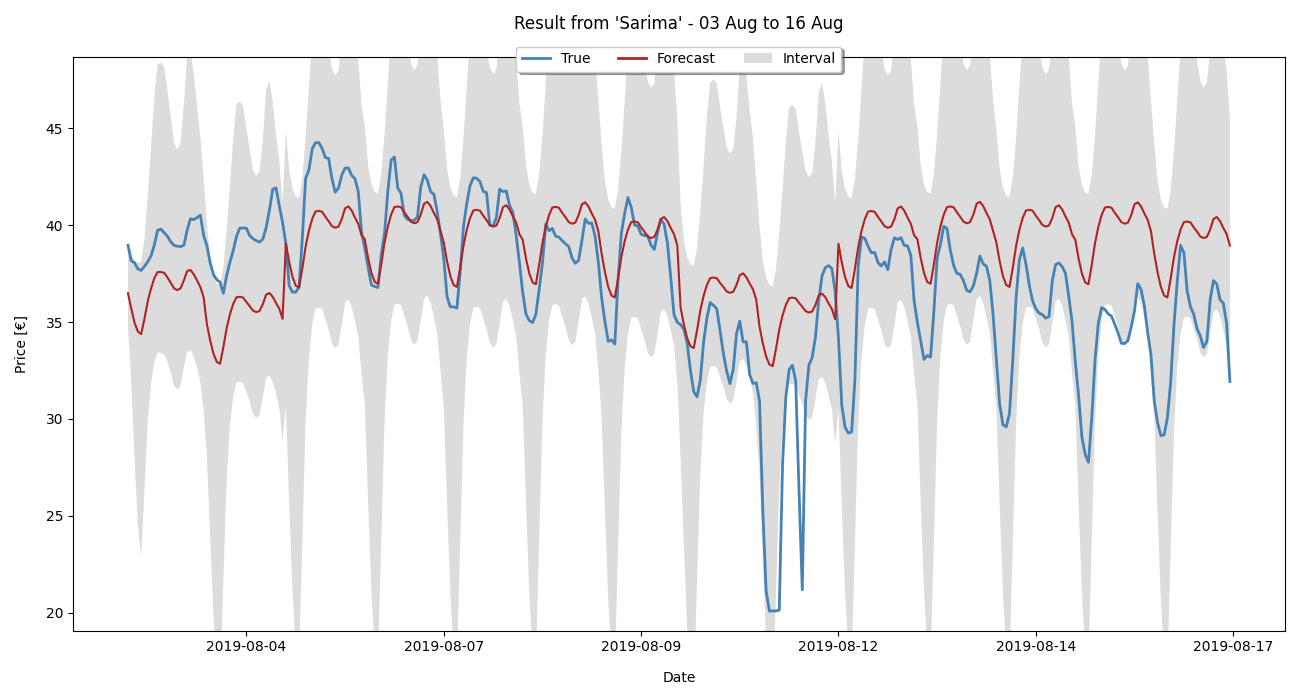 Result from 'Sarima' - 03 Aug to 16 Aug
True Forecast Interval
Price [€]
45
40
35
30
25
20
2019-08-04 2019-08-07 2019-08-09 2019-08-12 2019-08-14 2019-08-17
Date